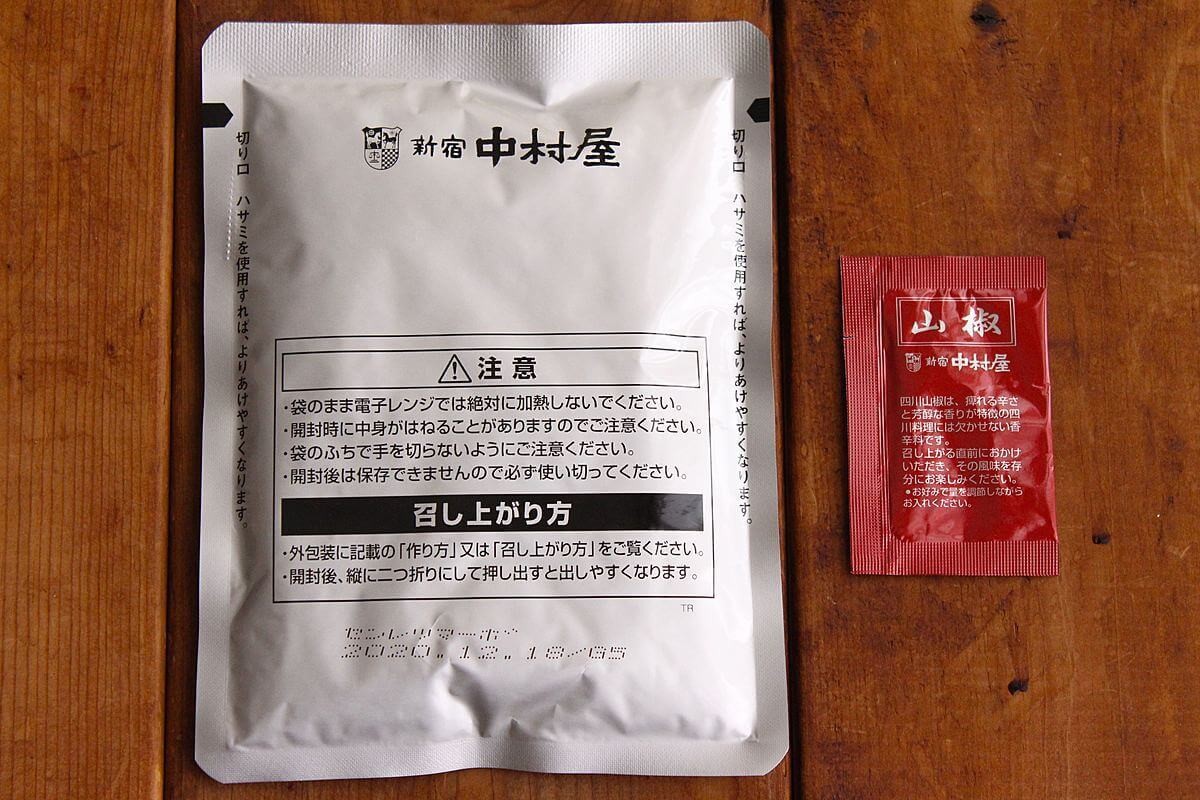 新宿 中村屋
切り口 ハサミを使用すれば、よりあけやすくなります。
切り口 ハサミを使用すれば、よりあけやすくなります。
注意
・袋のまま電子レンジでは絶対に加熱しないでください。
・開封時に中身がはねることがありますのでご注意ください。
・袋のふちで手を切らないようにご注意ください。
・開封後は保存できませんので必ず使い切ってください。
召し上がり方
・外包装に記載の「作り方」又は「召し上がり方」をご覧ください。
・開封後、縦に二つ折りにして押し出すと出しやすくなります。
TR
2020.12.18/G5
山椒
新宿 中村屋
四川山椒は、痺れる辛さ
と芳醇な香りが特徴の四
川料理には欠かせない香
辛料です。
召し上がる直前におかけ
いただき、その風味を存
分にお楽しみください。
●お好みで量を調節しながら
お入れください。